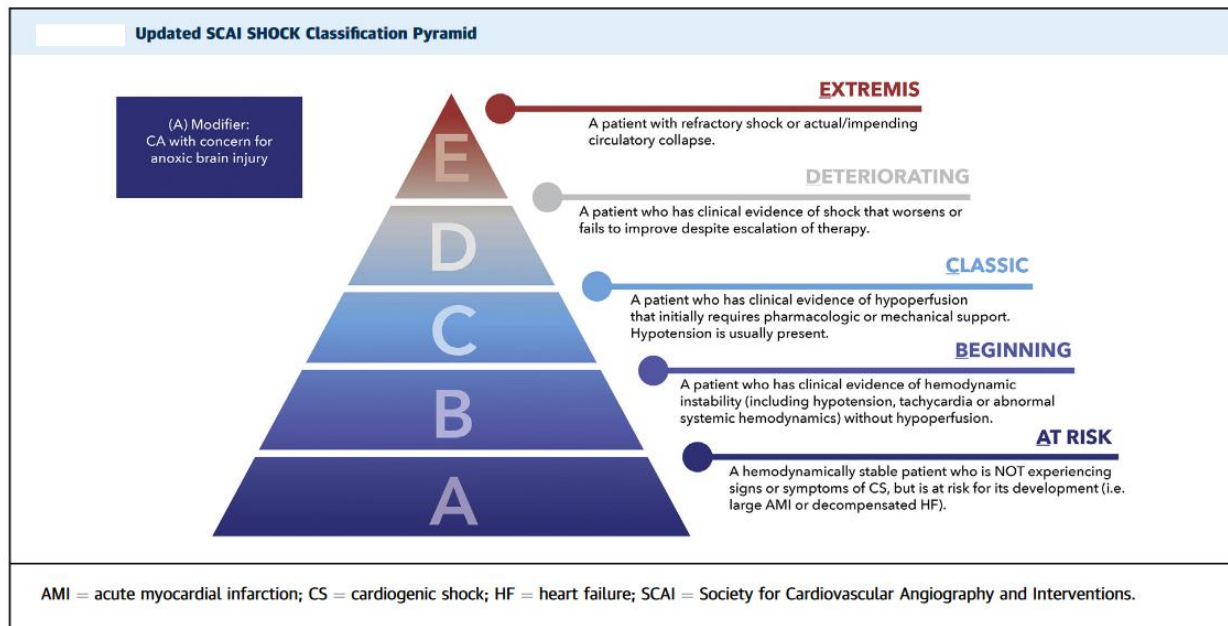 Updated SCAI SHOCK Classification Pyramid
(A) Modifier:
CA with concern for
anoxic brain injury
E
D
C
B
A
EXTREMIS
A patient with refractory shock or actual/impending
circulatory collapse.
DETERIORATING
A patient who has clinical evidence of shock that worsens or
fails to improve despite escalation of therapy.
CLASSIC
A patient who has clinical evidence of hypoperfusion
that initially requires pharmacologic or mechanical support.
Hypotension is usually present.
BEGINNING
A patient who has clinical evidence of hemodynamic
instability (including hypotension, tachycardia or abnormal
systemic hemodynamics) without hypoperfusion.
AT RISK
A hemodynamically stable patient who is NOT experiencing
signs or symptoms of CS, but is at risk for its development (i.e.
large AMI or decompensated HF).
AMI = acute myocardial infarction; CS = cardiogenic shock; HF = heart failure; SCAI = Society for Cardiovascular Angiography and Interventions.